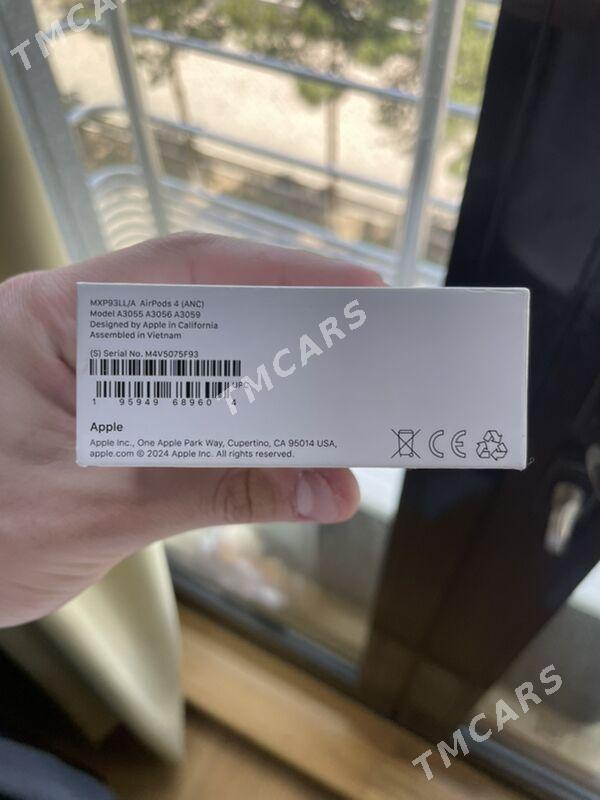 TMCARS
MXP93LL/A AirPods 4 (ANC)
Model A3055 A3056 A3059
Designed by Apple in California
Assembled in Vietnam
(S) Serial No. M4V5075F93
UPC
1 95949 68960 4
Apple
Apple Inc., One Apple Park Way, Cupertino, CA 95014 USA,
apple.com © 2024 Apple Inc. All rights reserved.
CE
TMCARS
TMCARS